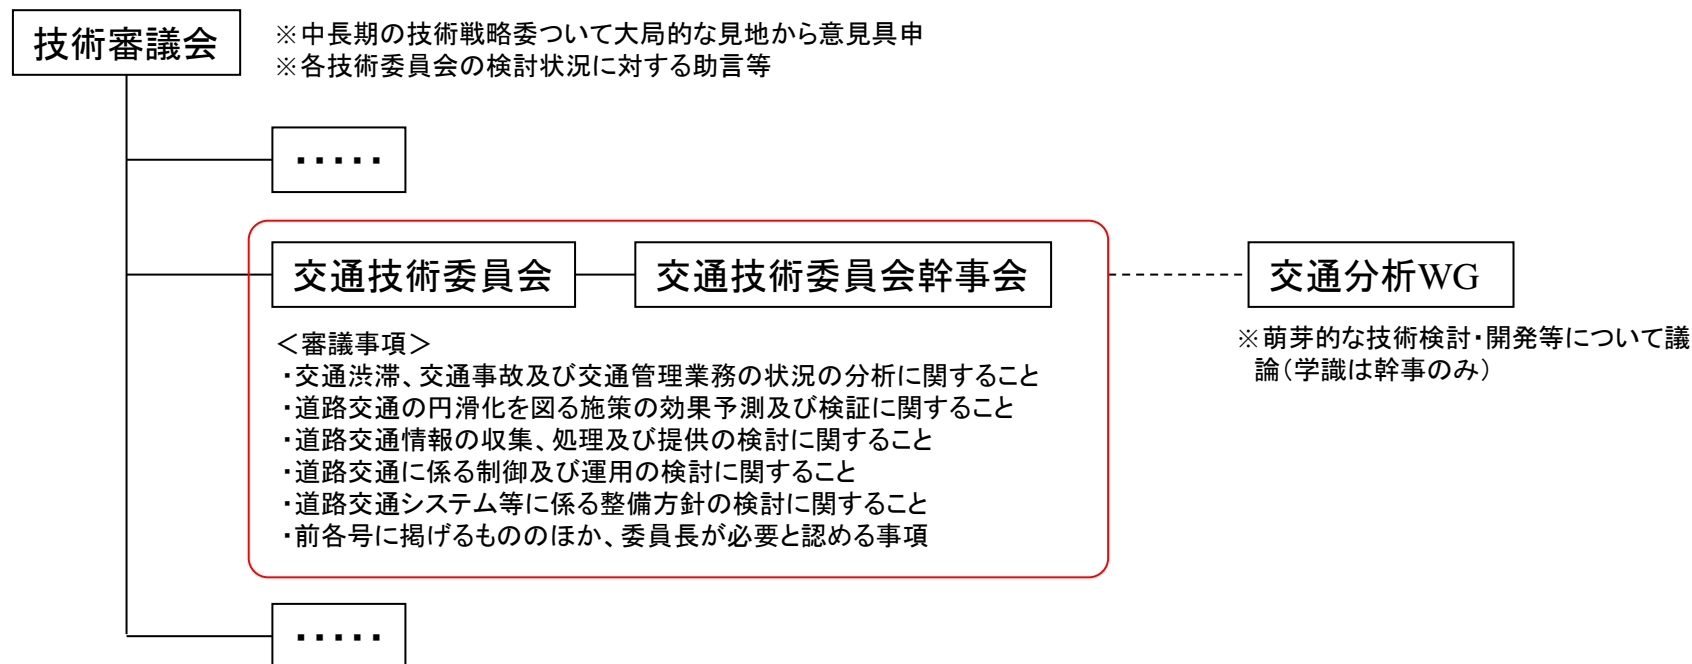 技術審議会
※中長期の技術戦略委ついて大局的な見地から意見具申
※各技術委員会の検討状況に対する助言等
・・・・・
交通技術委員会
交通技術委員会幹事会
交通分析WG
<審議事項>
・交通渋滞、交通事故及び交通管理業務の状況の分析に関すること
・道路交通の円滑化を図る施策の効果予測及び検証に関すること
・道路交通情報の収集、処理及び提供の検討に関すること
・道路交通に係る制御及び運用の検討に関すること
・道路交通システム等に係る整備方針の検討に関すること
・前各号に掲げるもののほか、委員長が必要と認める事項
※萌芽的な技術検討・開発等について議
論(学識は幹事のみ)
・・・・・